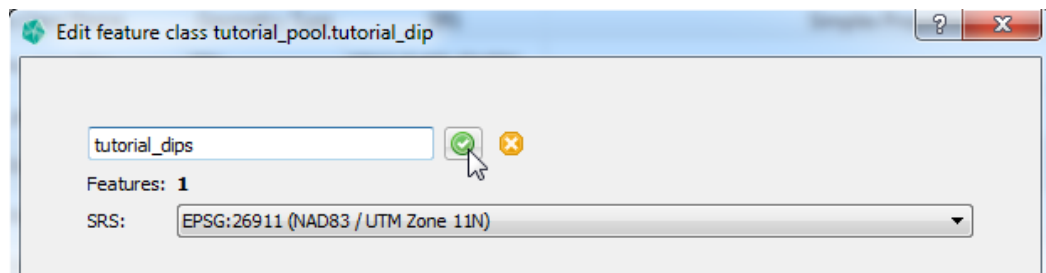 Edit feature class tutorial_pool.tutorial_dip
tutorial_dips
Features: 1
SRS: EPSG:26911 (NAD83 / UTM Zone 11N)